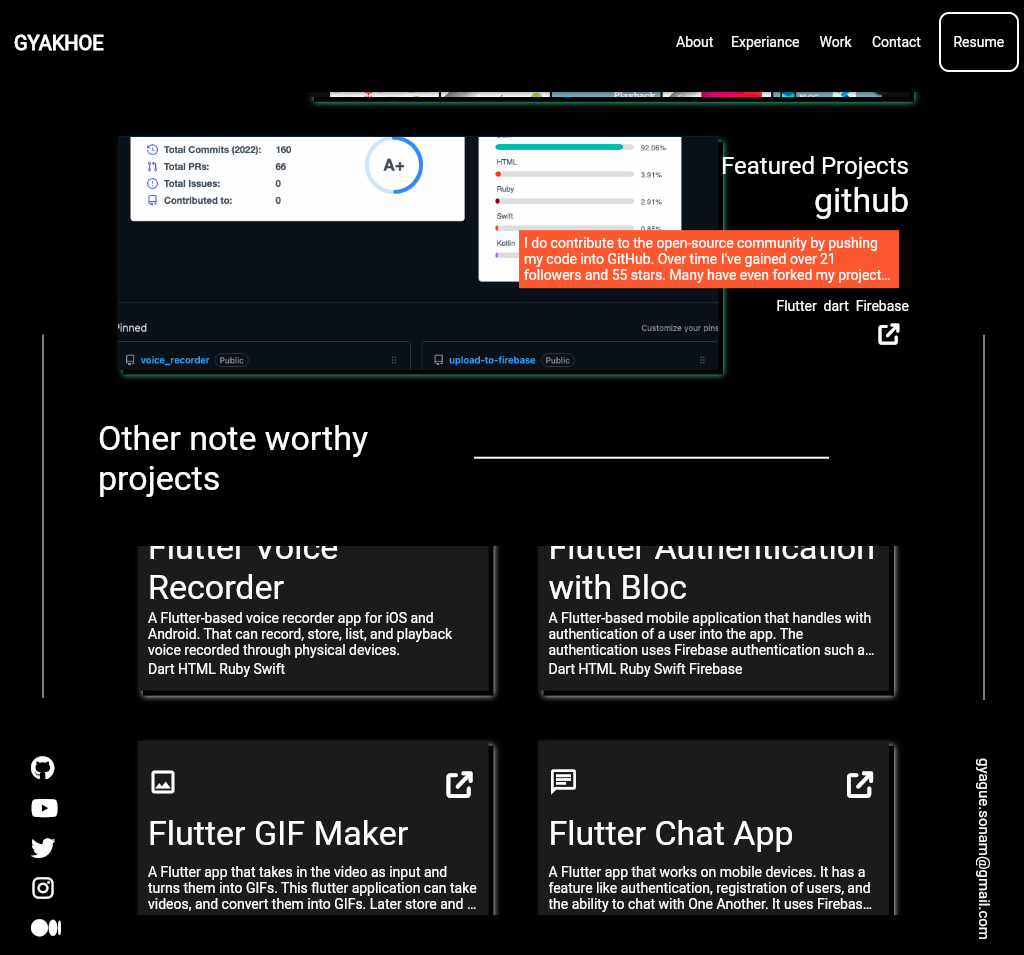 GYAKHOE
About Experiance Work Contact Resume
Playback
Total Commits (2022): 160
Total PRs: 66
Total Issues: 0
Contributed to: 0
A+
92.06%
HTML
3.91%
Ruby
2.91%
Swift
0.85%
Kotlin
Featured Projects
github
I do contribute to the open-source community by pushing
my code into GitHub. Over time I've gained over 21
followers and 55 stars. Many have even forked my project...
Flutter dart Firebase
Pinned
Customize your pins
voice_recorder Public
upload-to-firebase Public
Other note worthy
projects
Flutter Voice
Recorder
A Flutter-based voice recorder app for iOS and
Android. That can record, store, list, and playback
voice recorded through physical devices.
Dart HTML Ruby Swift
Flutter Authentication
with Bloc
A Flutter-based mobile application that handles with
authentication of a user into the app. The
authentication uses Firebase authentication such a...
Dart HTML Ruby Swift Firebase
Flutter GIF Maker
A Flutter app that takes in the video as input and
turns them into GIFs. This flutter application can take
videos, and convert them into GIFs. Later store and ...
Flutter Chat App
A Flutter app that works on mobile devices. It has a
feature like authentication, registration of users, and
the ability to chat with One Another. It uses Firebas...
gyague.sonam@gmail.com